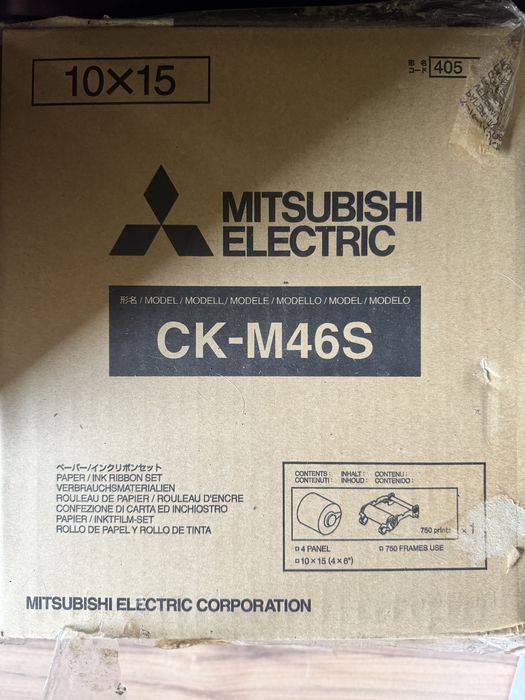 10×15
形名
コード 405
MITSUBISHI
ELECTRIC
形名 / MODEL / MODELL / MODELE / MODELLO / MODEL / MODELO
CK-M46S
ペーパー/インクリボンセット
PAPER / INK RIBBON SET
VERBRAUCHSMATERIALIEN
ROULEAU DE PAPIER / ROULEAU D'ENCRE
CONFEZIONE DI CARTA ED INCHIOSTRO
PAPIER / INKTFILM-SET
ROLLO DE PAPEL Y ROLLO DE TINTA
CONTENTS : INHALT : CONTENU :
CONTENUTI : INHOUD : CONTENIDO :
750 prints × 1
4 PANEL 750 FRAMES USE
10 × 15 (4 × 6")
MITSUBISHI ELECTRIC CORPORATION